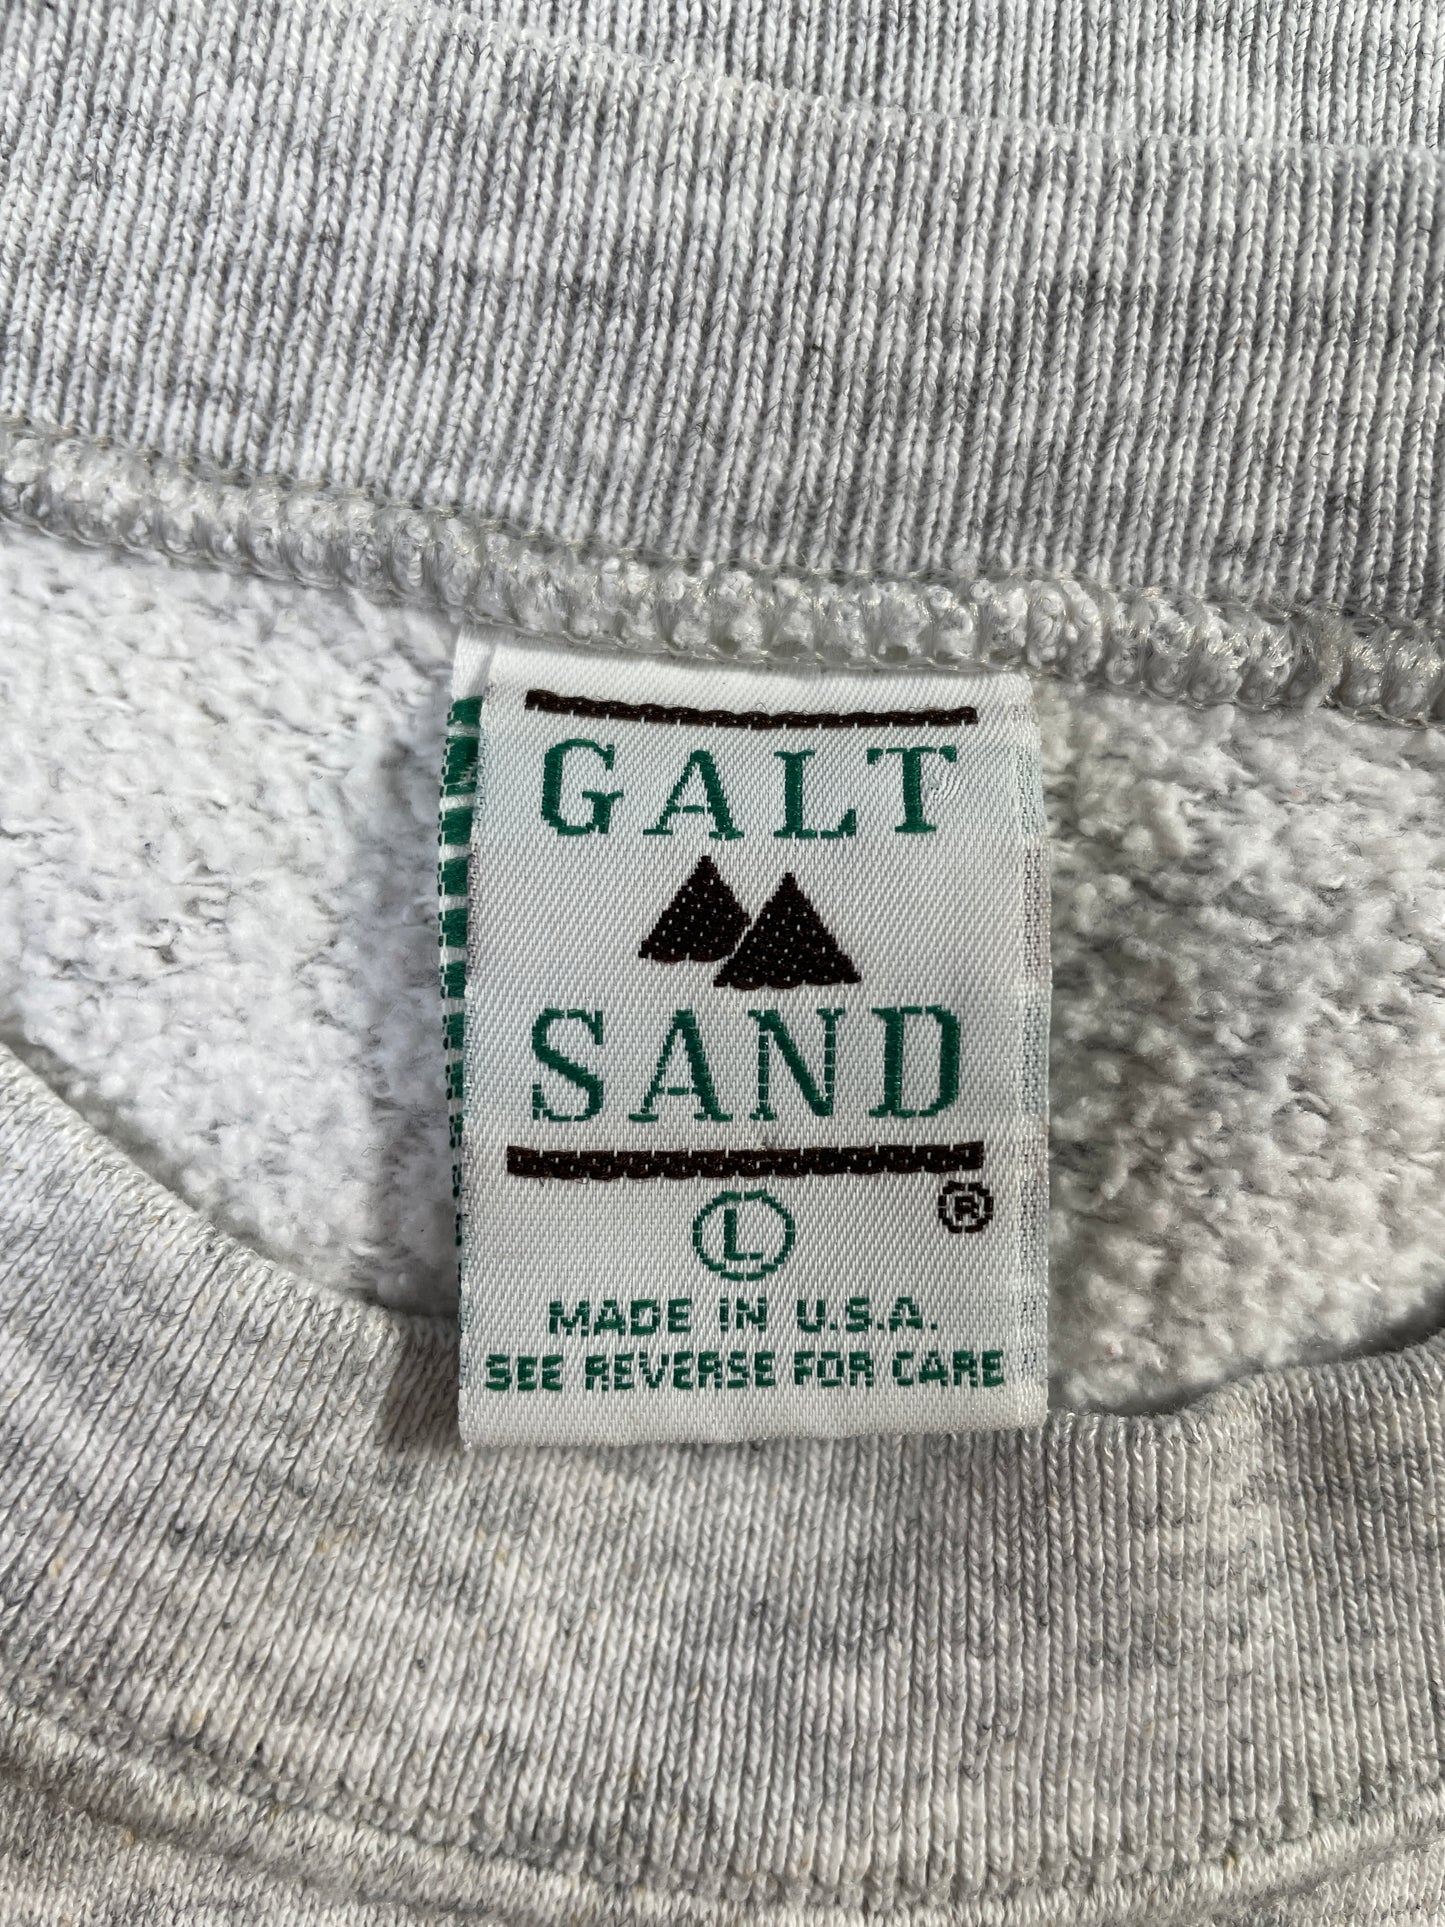 GALT
SAND
®
L
MADE IN U.S.A.
SEE REVERSE FOR CARE